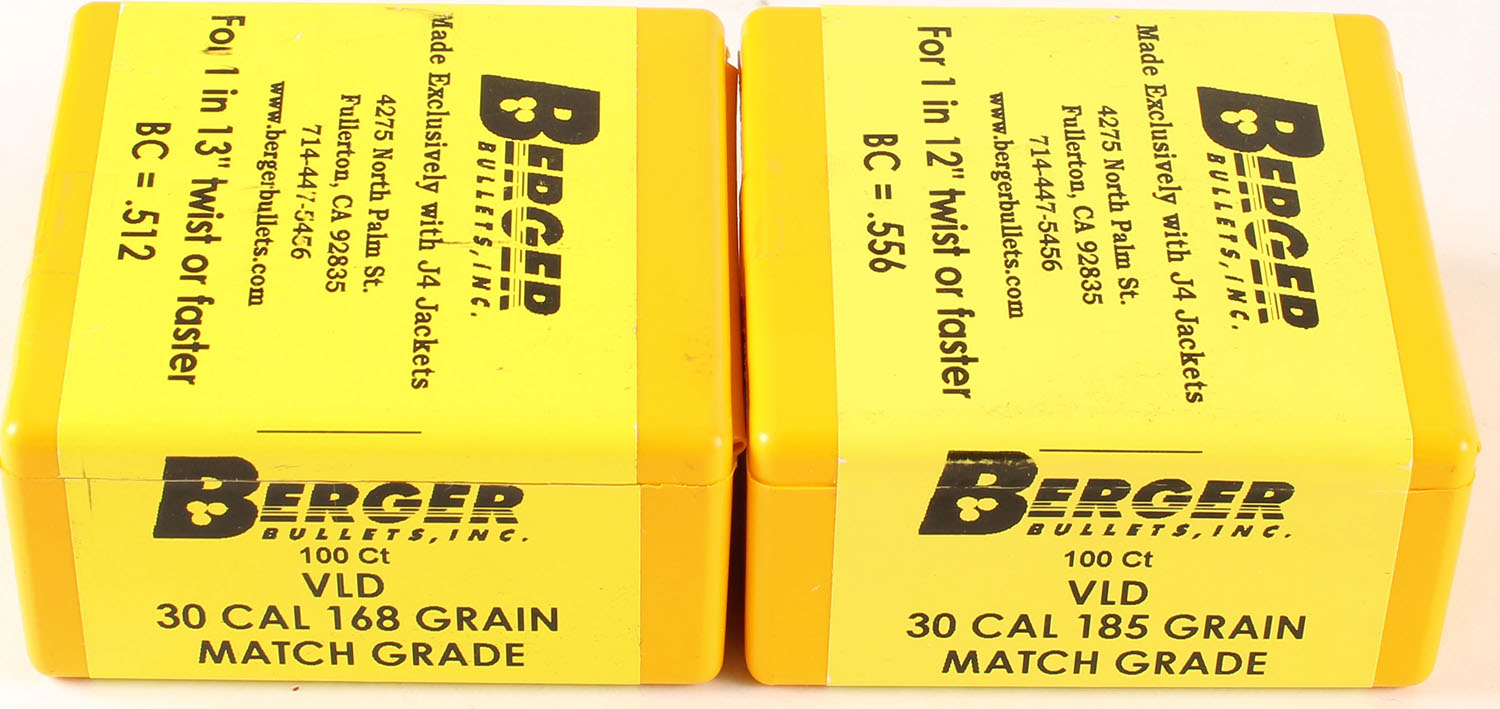 BERGER
BULLETS, INC.
Made Exclusively with J4 Jackets
4275 North Palm St.
Fullerton, CA 92835
714-447-5456
www.bergerbullets.com
For 1 in 13" twist or faster
BC = .512
BERGER
BULLETS, INC.
100 Ct
VLD
30 CAL 168 GRAIN
MATCH GRADE
BERGER
BULLETS, INC.
Made Exclusively with J4 Jackets
4275 North Palm St.
Fullerton, CA 92835
714-447-5456
www.bergerbullets.com
For 1 in 12" twist or faster
BC = .556
BERGER
BULLETS, INC.
100 Ct
VLD
30 CAL 185 GRAIN
MATCH GRADE